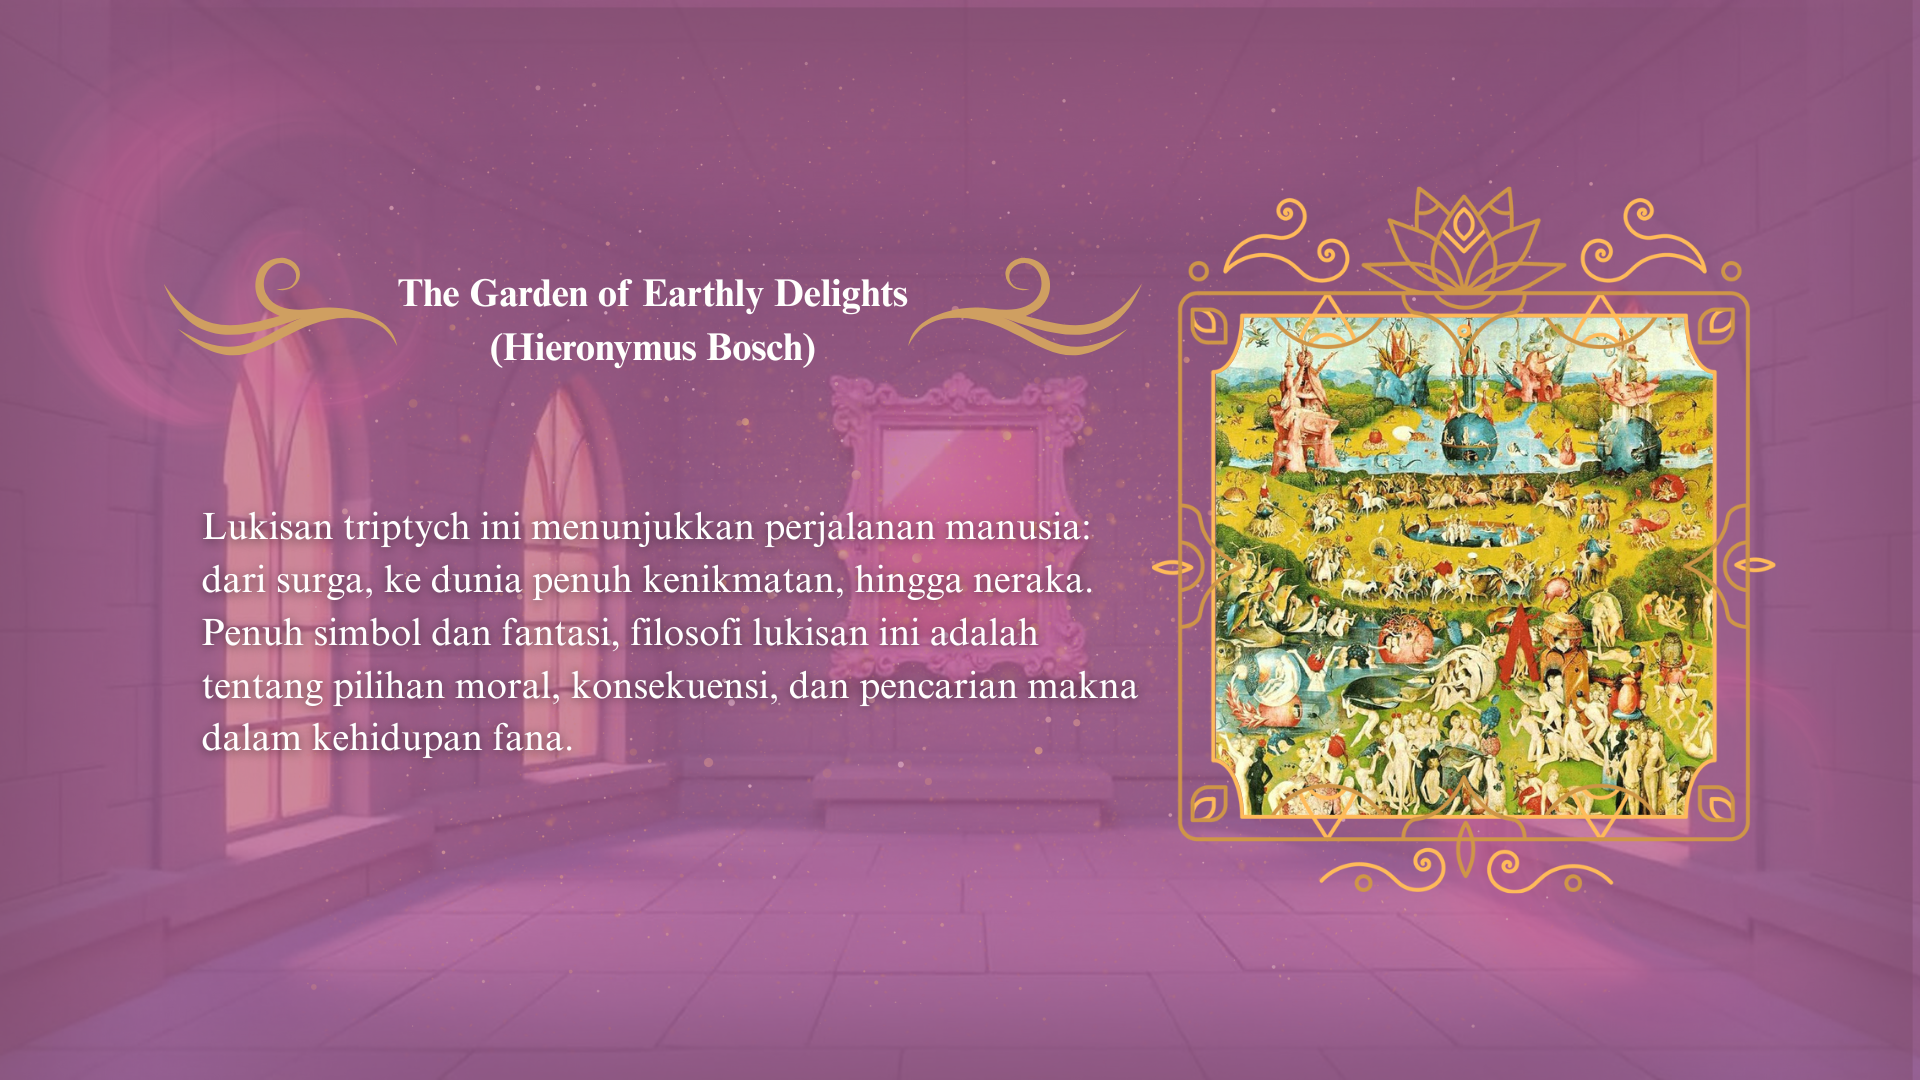 The Garden of Earthly Delights
(Hieronymus Bosch)
Lukisan triptych ini menunjukkan perjalanan manusia:
dari surga, ke dunia penuh kenikmatan, hingga neraka.
Penuh simbol dan fantasi, filosofi lukisan ini adalah
tentang pilihan moral, konsekuensi, dan pencarian makna
dalam kehidupan fana.